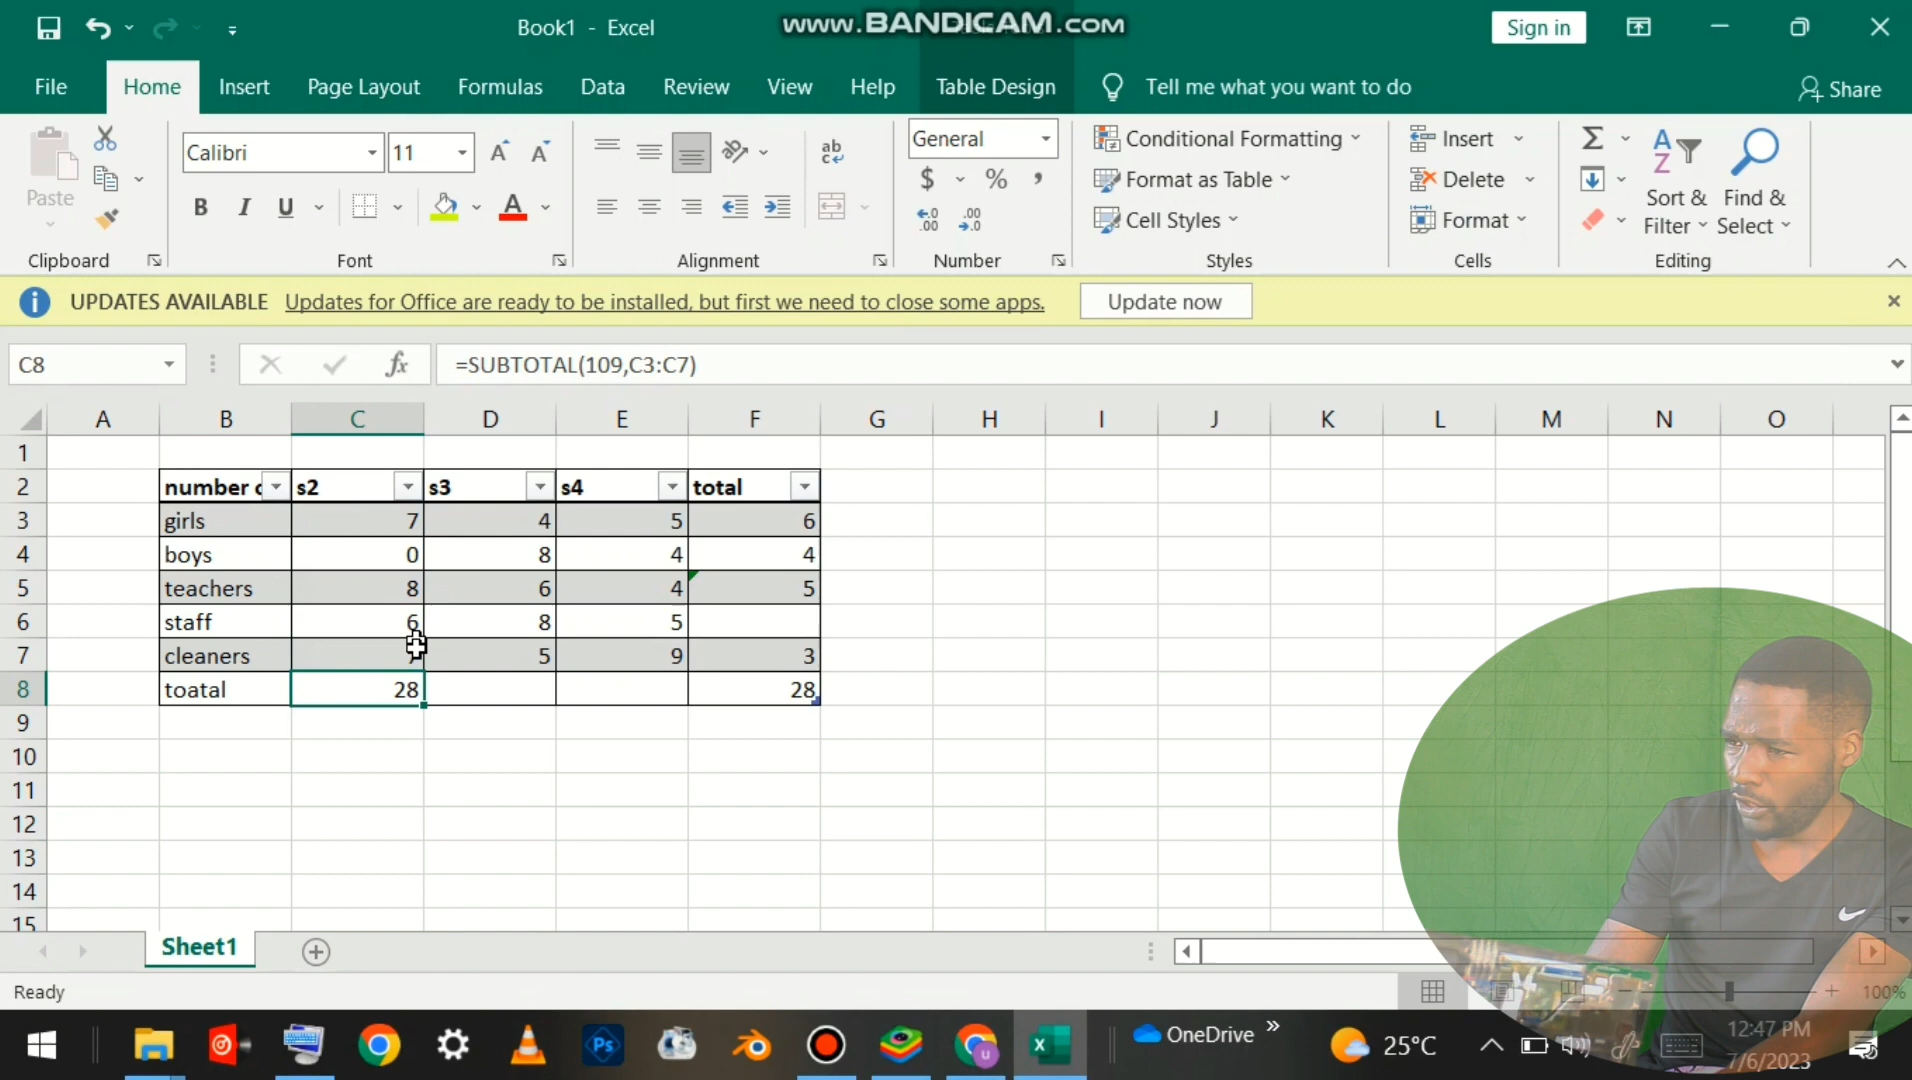 Book1 - Excel
www.BANDICAM.com
Sign in
File Home Insert Page Layout Formulas Data Review View Help Table Design Tell me what you want to do Share
Calibri 11 General Conditional Formatting Insert
Paste Format as Table Delete Sort & Find &
B I U $ % , Cell Styles Format Filter Select
Clipboard Font Alignment Number Styles Cells Editing
UPDATES AVAILABLE Updates for Office are ready to be installed, but first we need to close some apps. Update now
C8 fx =SUBTOTAL(109,C3:C7)
A B C D E F G H I J K L M N O
1
2 number s2 s3 s4 total
3 girls 7 4 5 6
4 boys 0 8 4 4
5 teachers 8 6 4 5
6 staff 6 8 5
7 cleaners 5 9 3
8 toatal 28 28
9
10
11
12
13
14
15
Sheet1
Ready 100%
OneDrive 25°C 12:47 PM
7/6/2023